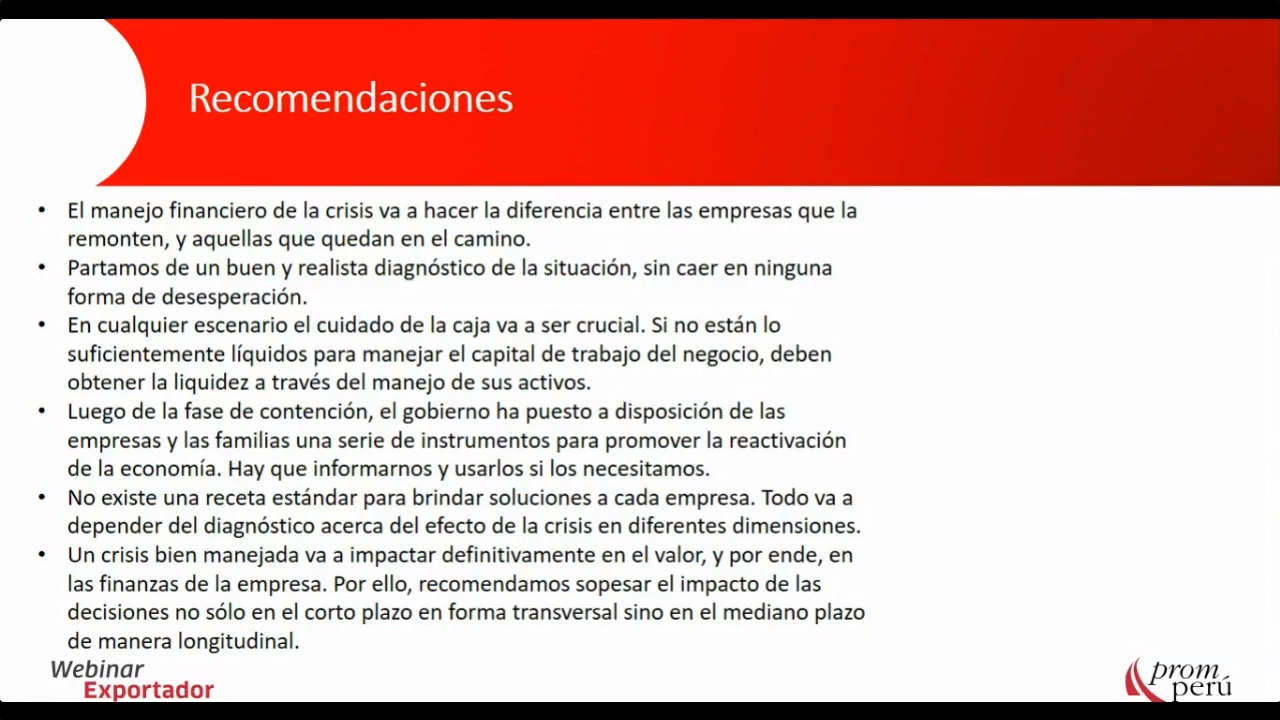 Recomendaciones
• El manejo financiero de la crisis va a hacer la diferencia entre las empresas que la
remonten, y aquellas que quedan en el camino.
• Partamos de un buen y realista diagnóstico de la situación, sin caer en ninguna
forma de desesperación.
• En cualquier escenario el cuidado de la caja va a ser crucial. Si no están lo
suficientemente líquidos para manejar el capital de trabajo del negocio, deben
obtener la liquidez a través del manejo de sus activos.
• Luego de la fase de contención, el gobierno ha puesto a disposición de las
empresas y las familias una serie de instrumentos para promover la reactivación
de la economía. Hay que informarnos y usarlos si los necesitamos.
• No existe una receta estándar para brindar soluciones a cada empresa. Todo va a
depender del diagnóstico acerca del efecto de la crisis en diferentes dimensiones.
• Un crisis bien manejada va a impactar definitivamente en el valor, y por ende, en
las finanzas de la empresa. Por ello, recomendamos sopesar el impacto de las
decisiones no sólo en el corto plazo en forma transversal sino en el mediano plazo
de manera longitudinal.
Webinar
Exportador
prom
perú